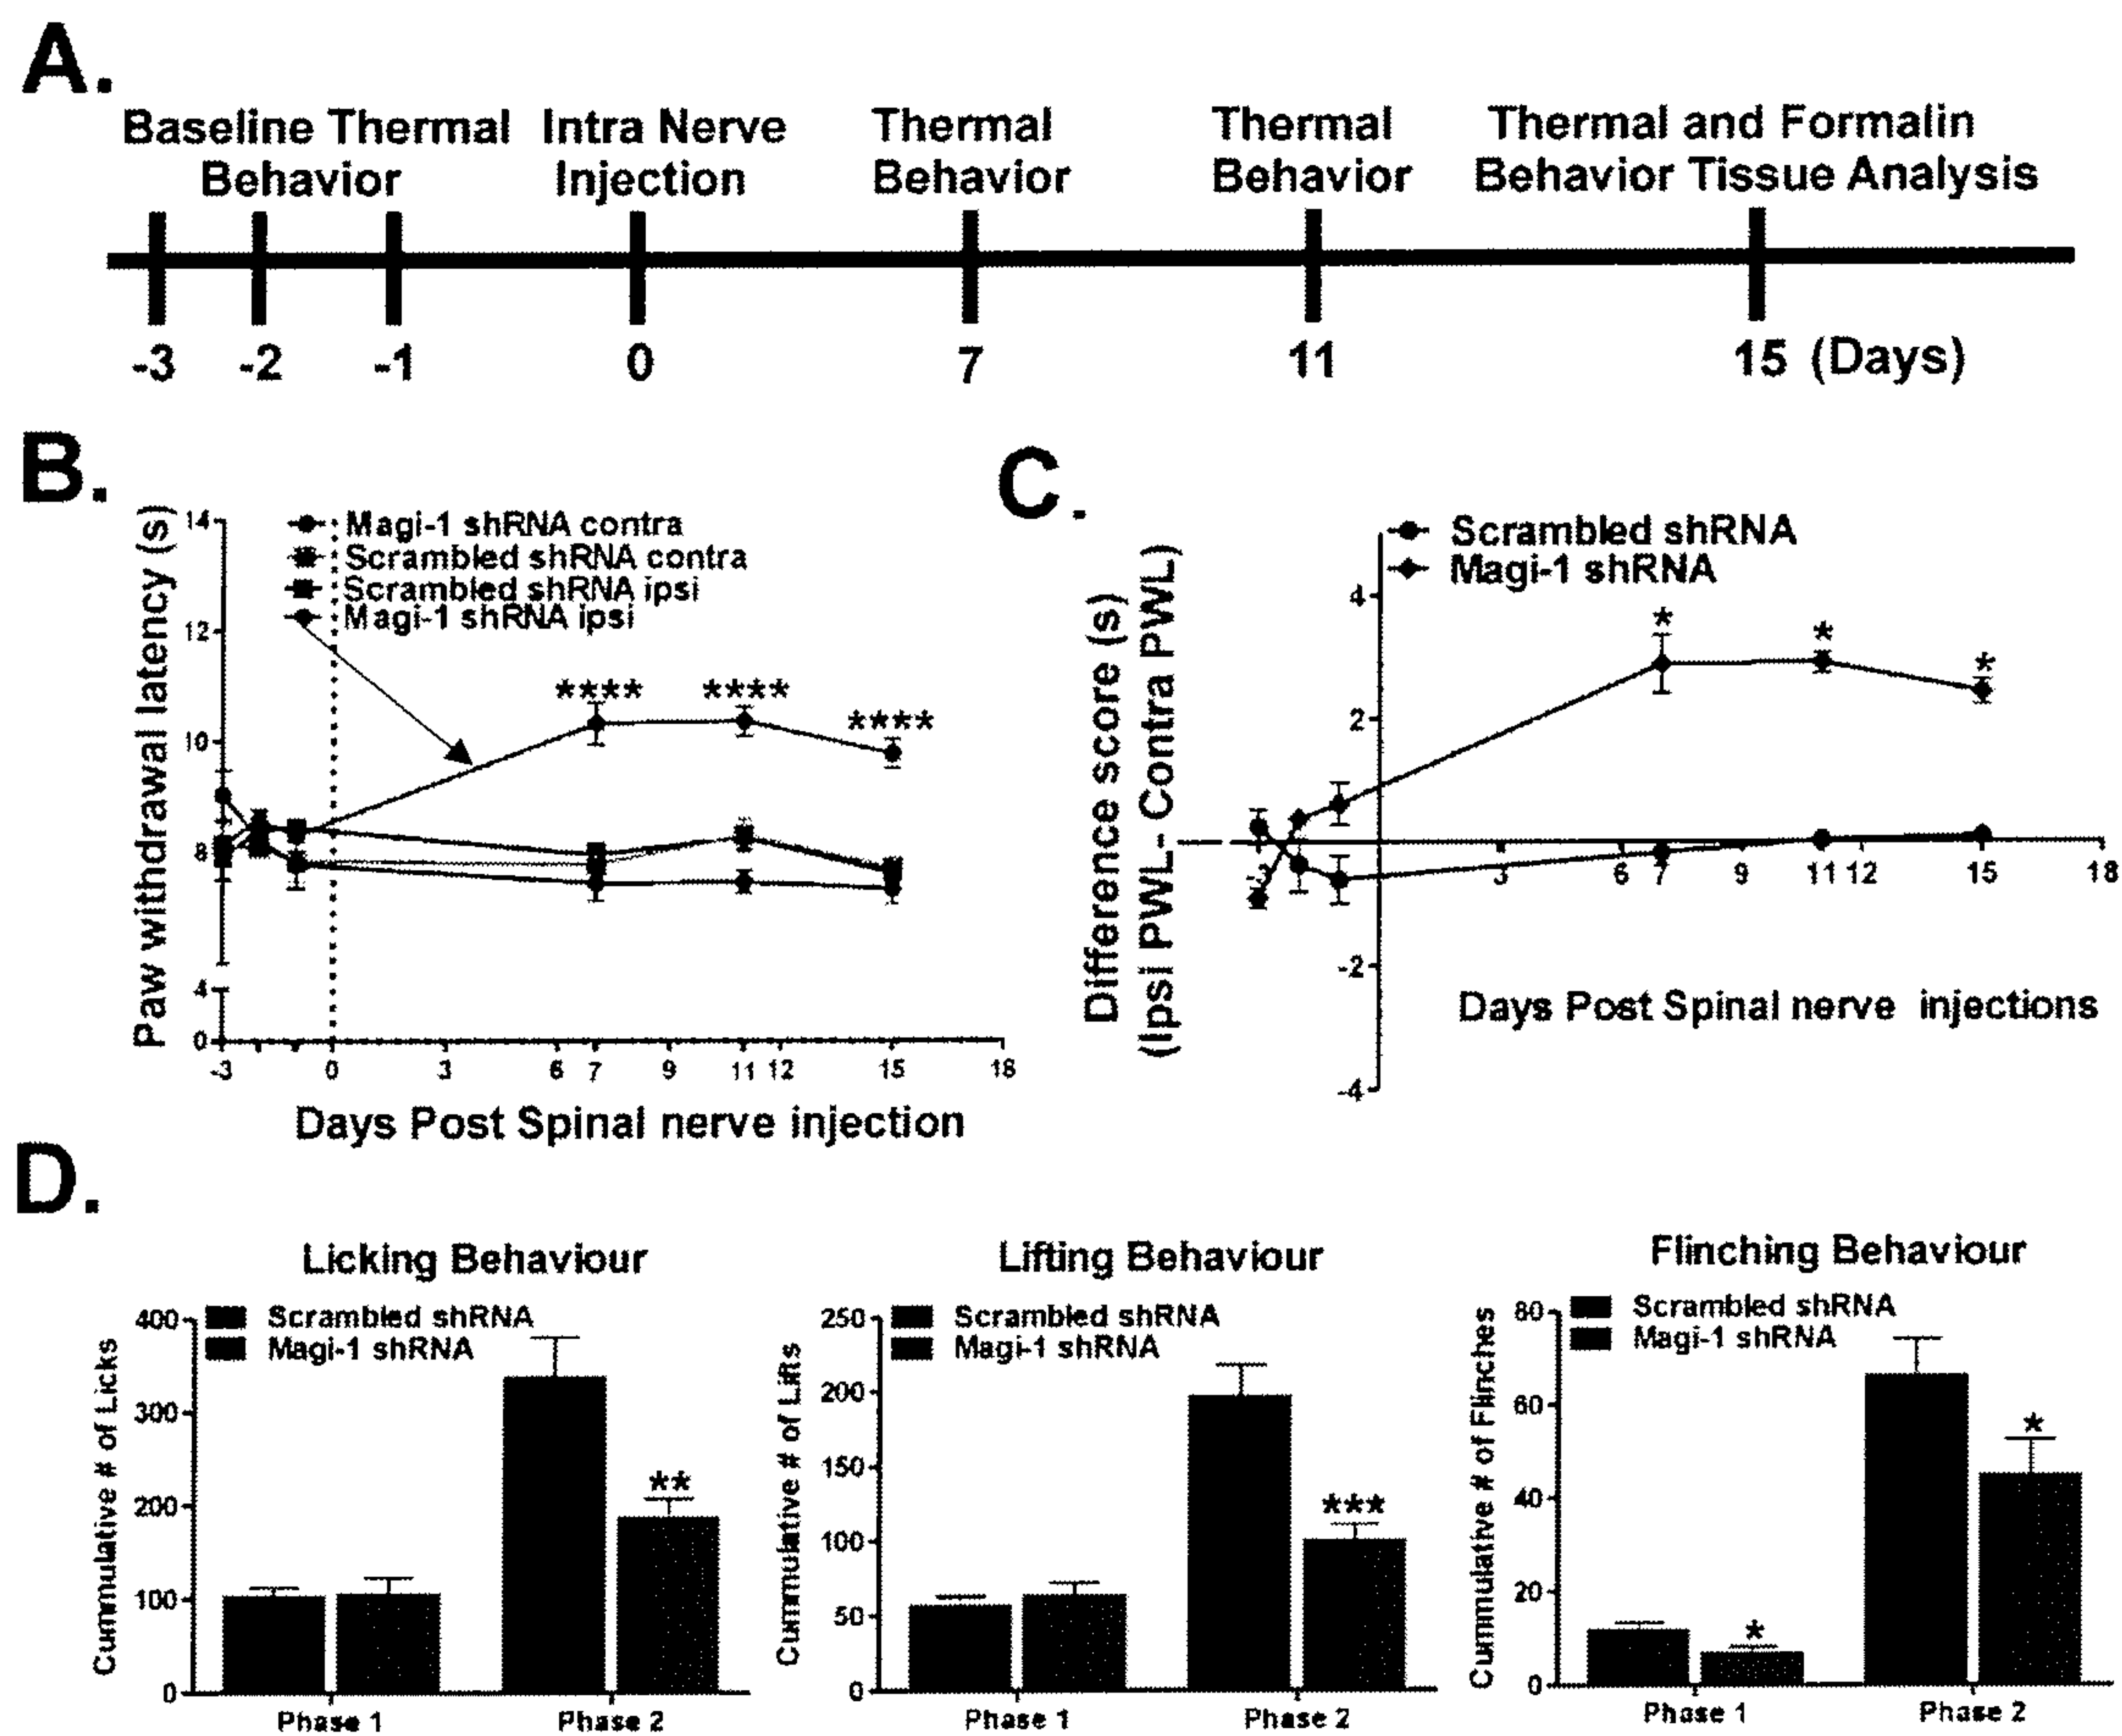 A.
Baseline Thermal Behavior
Intra Nerve Injection
Thermal Behavior
Thermal Behavior
Thermal and Formalin Behavior Tissue Analysis
-3 -2 -1 0 7 11 15 (Days)
B.
Paw withdrawal latency (s)
14
12
10
8
4
0
Magi-1 shRNA contra
Scrambled shRNA contra
Scrambled shRNA ipsi
Magi-1 shRNA ipsi
**** **** ****
-3 0 3 6 7 9 11 12 15 18
Days Post Spinal nerve injection
C.
Difference score (s)
(Ipsi PWL- Contra PWL)
Scrambled shRNA
Magi-1 shRNA
4
2
-2
-4
* * *
-3 3 6 7 9 11 12 15 18
Days Post Spinal nerve injections
D.
Licking Behaviour
Cummulative # of Licks
400
300
200
100
0
Scrambled shRNA
Magi-1 shRNA
**
Phase 1 Phase 2
Lifting Behaviour
Cummulative # of Lifts
250
200
150
100
50
0
Scrambled shRNA
Magi-1 shRNA
***
Phase 1 Phase 2
Flinching Behaviour
Cummulative # of Flinches
80
60
40
20
0
Scrambled shRNA
Magi-1 shRNA
* *
Phase 1 Phase 2